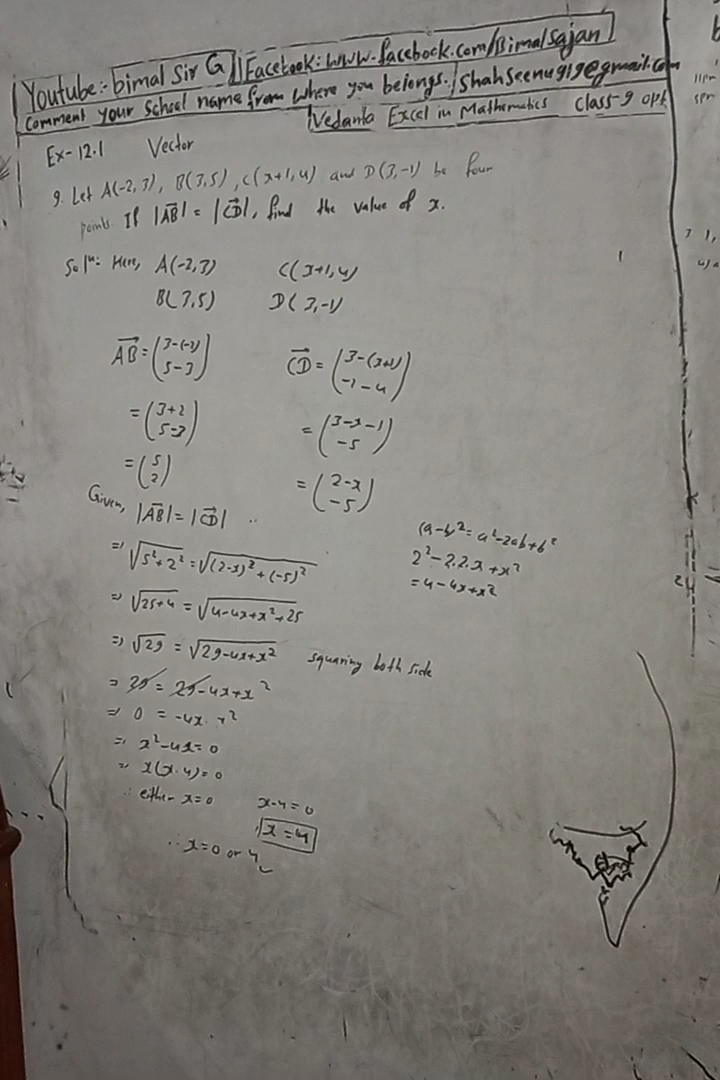 Youtube:- bimal Sir G || Facebook: www.facebook.com/Bimalsajan
Comment your School name from where you belongs. / Shahseenu919@gmail.com
Vedanta Excel in Mathematics Class-9 opt
Ex-12.1 Vector
9. Let A(-2,3), B(3,5), C(x+1,4) and D(3,-1) be four
points. If |AB→| = |CD→|, find the value of x.
Solⁿ: Here, A(-2,3) C(x+1,4)
B(3,5) D(3,-1)
AB→ = (3-(-2) / 5-3) CD→ = (3-(x+1) / -1-4)
= (3+2 / 5-3) = (3-x-1 / -5)
= (5 / 2) = (2-x / -5)
Given, |AB→| = |CD→|
(a-b)² = a²-2ab+b²
⇒ √5²+2² = √(2-x)²+(-5)² 2²-2.2.x+x²
= 4-4x+x²
⇒ √25+4 = √4-4x+x²+25
⇒ √29 = √29-4x+x² squaring both side
= 29 = 29-4x+x²
⇒ 0 = -4x+x²
⇒ x²-4x=0
⇒ x(x-4)=0
∴ either x=0 x-4=0
x=4
∴ x=0 or 4